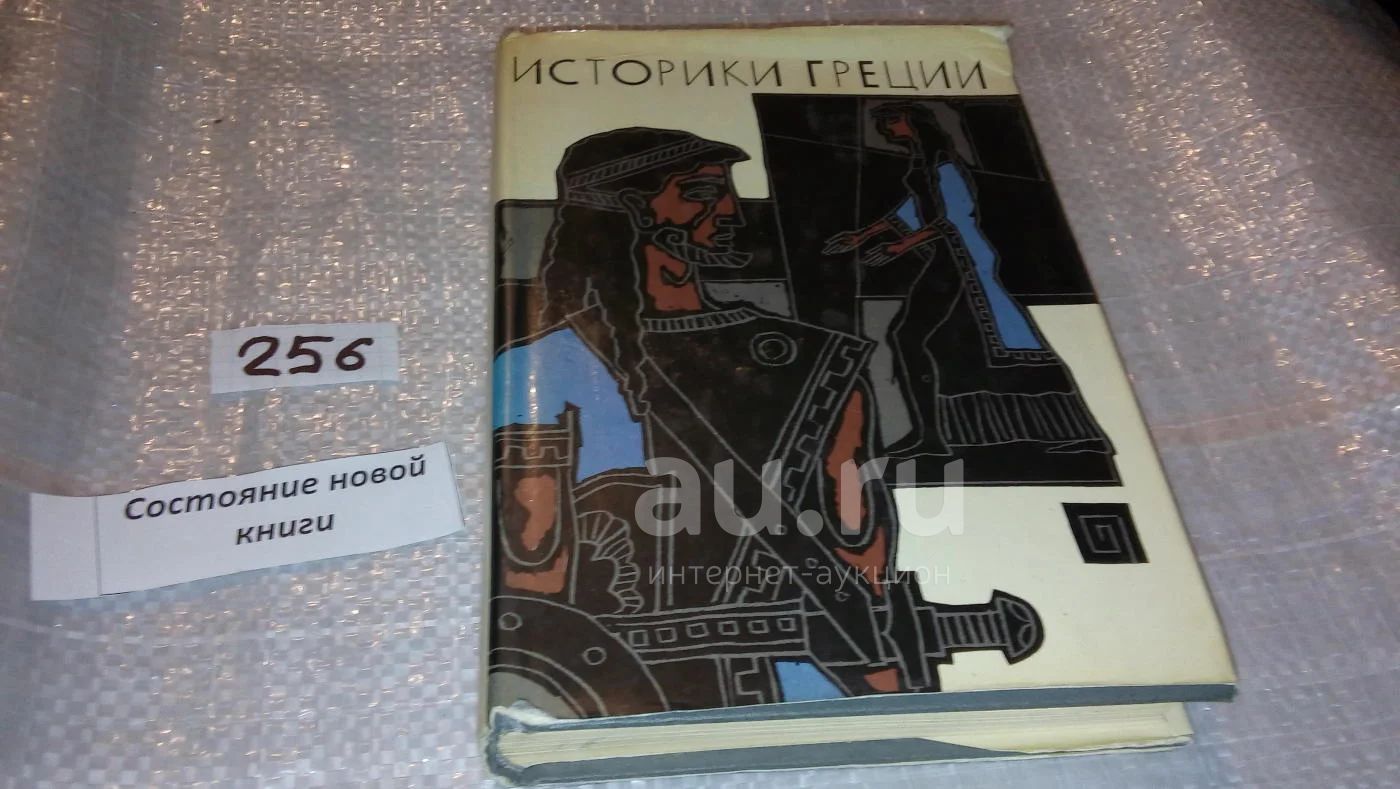 ИСТОРИКИ ГРЕЦИИ
256
Состояние новой
книги
au.ru
интернет-аукцион